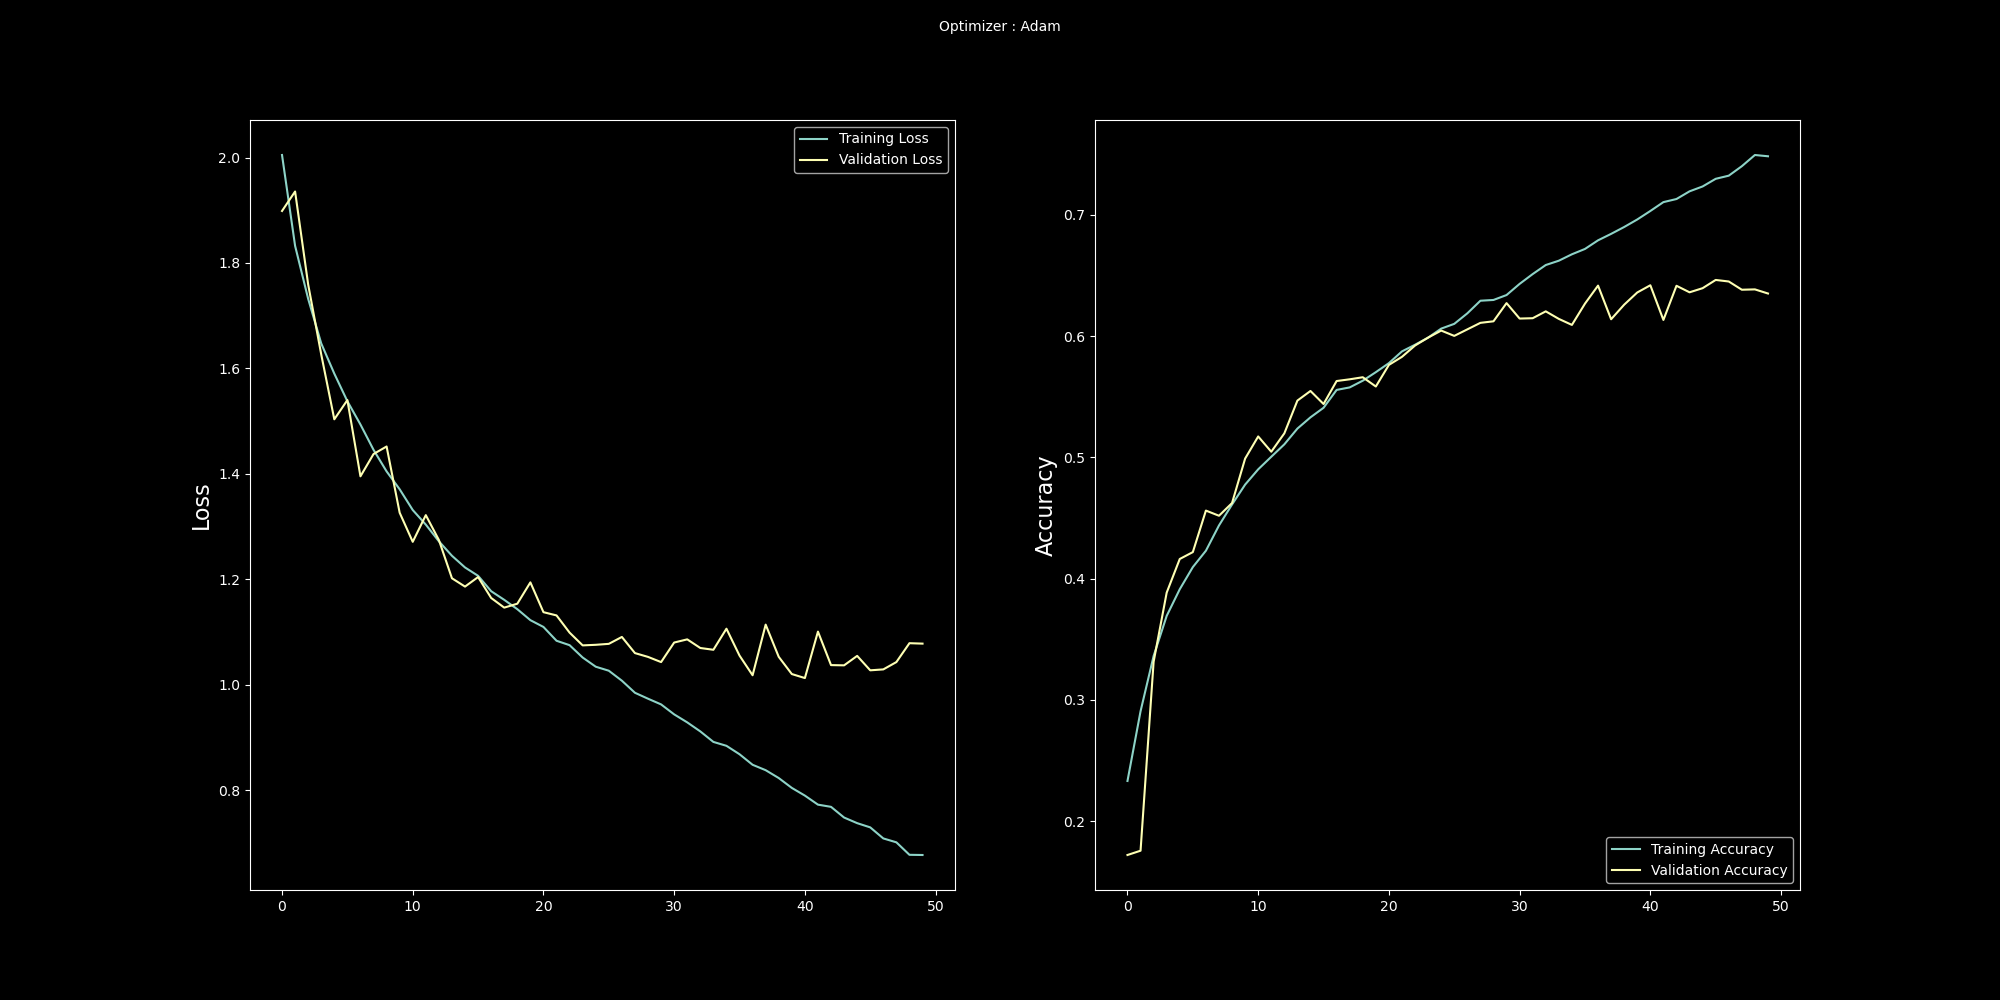 Optimizer : Adam
Training Loss
Validation Loss
2.0
1.8
1.6
1.4
1.2
1.0
0.8
Loss
0 10 20 30 40 50
0.7
0.6
0.5
0.4
0.3
0.2
Accuracy
Training Accuracy
Validation Accuracy
0 10 20 30 40 50